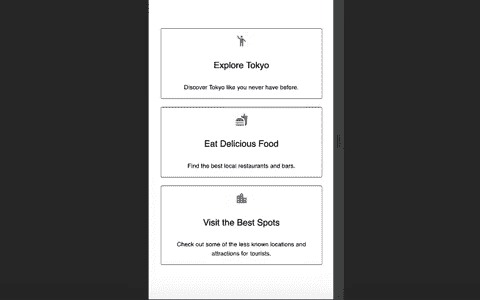 Explore Tokyo
Discover Tokyo like you never have before.
Eat Delicious Food
Find the best local restaurants and bars.
Visit the Best Spots
Check out some of the less known locations and
attractions for tourists.